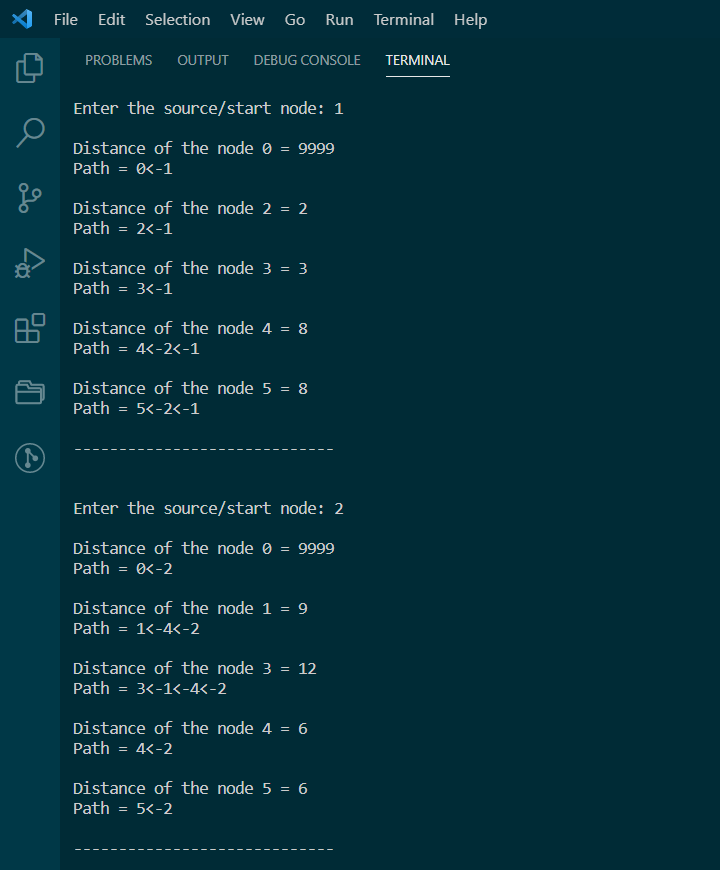 File Edit Selection View Go Run Terminal Help
PROBLEMS OUTPUT DEBUG CONSOLE TERMINAL
Enter the source/start node: 1
Distance of the node 0 = 9999
Path = 0<-1
Distance of the node 2 = 2
Path = 2<-1
Distance of the node 3 = 3
Path = 3<-1
Distance of the node 4 = 8
Path = 4<-2<-1
Distance of the node 5 = 8
Path = 5<-2<-1
-----------------------------
Enter the source/start node: 2
Distance of the node 0 = 9999
Path = 0<-2
Distance of the node 1 = 9
Path = 1<-4<-2
Distance of the node 3 = 12
Path = 3<-1<-4<-2
Distance of the node 4 = 6
Path = 4<-2
Distance of the node 5 = 6
Path = 5<-2
-----------------------------